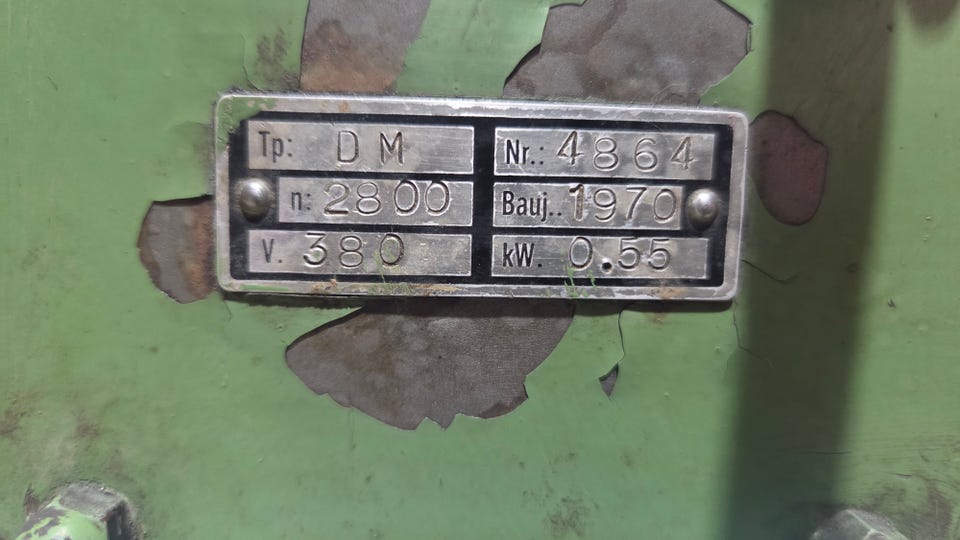 Tp: DM Nr.: 4864
n: 2800 Bauj.. 1970
V. 380 kW. 0.55